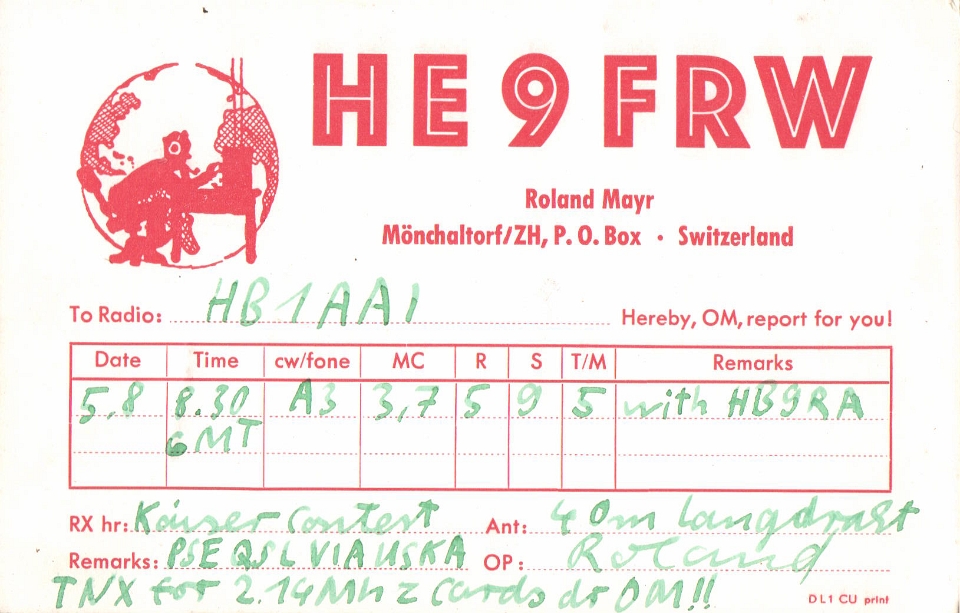 HE9FRW
Roland Mayr
Mönchaltorf/ZH, P. O. Box · Switzerland
To Radio: HB1AAI Hereby, OM, report for you!
Date Time cw/fone MC R S T/M Remarks
5,8 8.30 A3 3,7 5 9 5 with HB9RA
GMT
RX hr: Kaiser Contest Ant: 40m Langdraht
Remarks: PSE QSL VIA USKA OP: Roland
TNX for 2.14MHz Cards dr OM!!
DL1 CU print